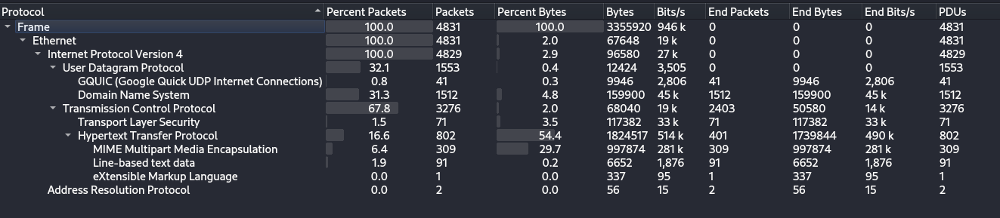 Protocol Percent Packets Packets Percent Bytes Bytes Bits/s End Packets End Bytes End Bits/s PDUs
Frame 100.0 4831 100.0 3355920 946 k 0 0 0 4831
Ethernet 100.0 4831 2.0 67648 19 k 0 0 0 4831
Internet Protocol Version 4 100.0 4829 2.9 96580 27 k 0 0 0 4829
User Datagram Protocol 32.1 1553 0.4 12424 3,505 0 0 0 1553
GQUIC (Google Quick UDP Internet Connections) 0.8 41 0.3 9946 2,806 41 9946 2,806 41
Domain Name System 31.3 1512 4.8 159900 45 k 1512 159900 45 k 1512
Transmission Control Protocol 67.8 3276 2.0 68040 19 k 2403 50580 14 k 3276
Transport Layer Security 1.5 71 3.5 117382 33 k 71 117382 33 k 71
Hypertext Transfer Protocol 16.6 802 54.4 1824517 514 k 401 1739844 490 k 802
MIME Multipart Media Encapsulation 6.4 309 29.7 997874 281 k 309 997874 281 k 309
Line-based text data 1.9 91 0.2 6652 1,876 91 6652 1,876 91
eXtensible Markup Language 0.0 1 0.0 337 95 1 337 95 1
Address Resolution Protocol 0.0 2 0.0 56 15 2 56 15 2